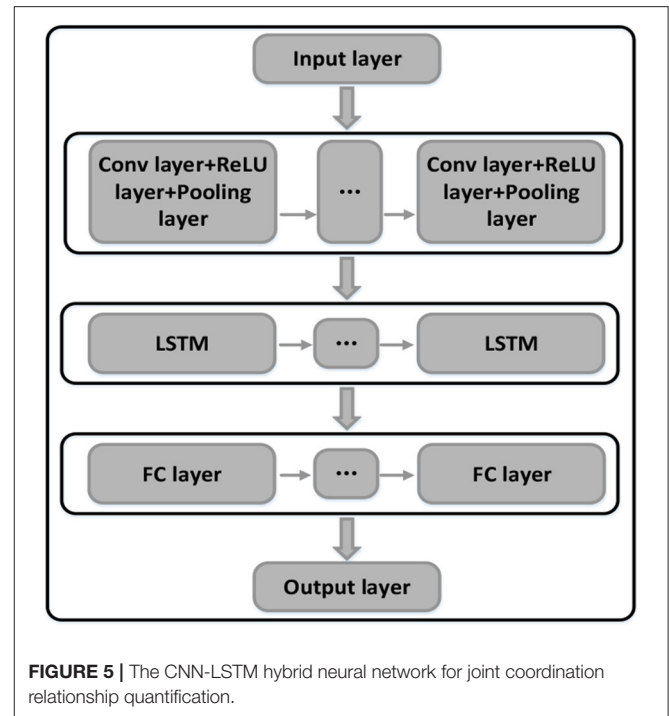 Input layer
Conv layer+ReLU
layer+Pooling
layer
...
Conv layer+ReLU
layer+Pooling
layer
LSTM
...
LSTM
FC layer
...
FC layer
Output layer
FIGURE 5 | The CNN-LSTM hybrid neural network for joint coordination
relationship quantification.